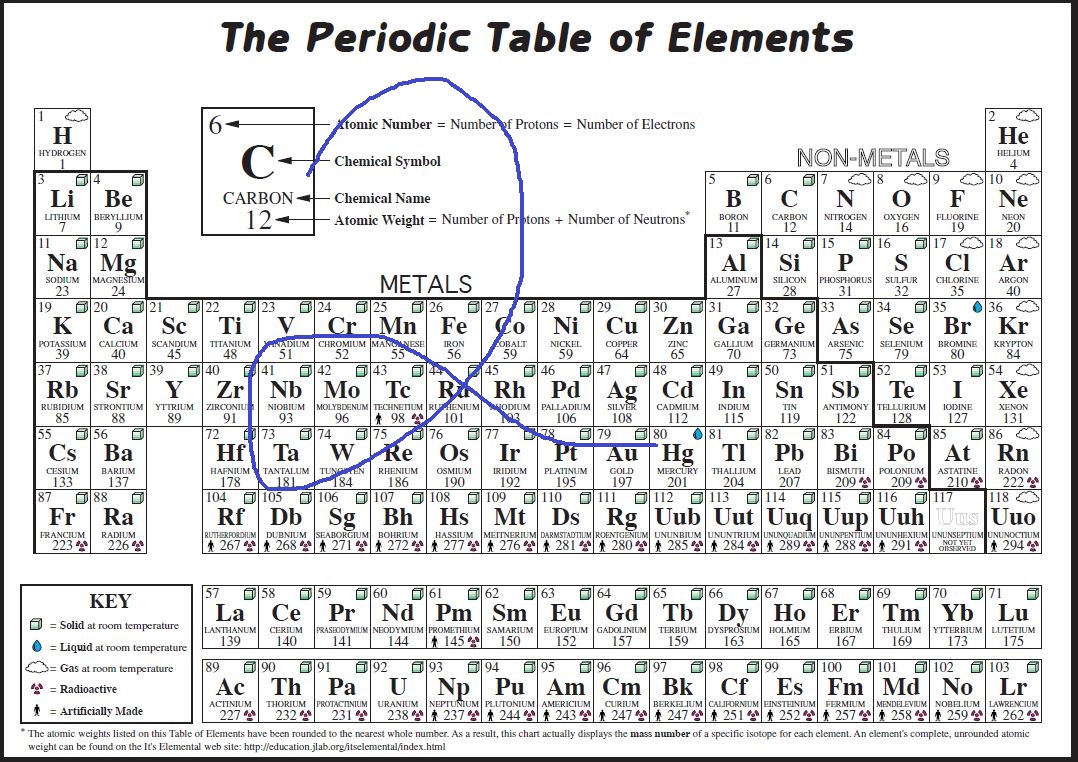 The Periodic Table of Elements
6 Atomic Number = Number of Protons = Number of Electrons
C Chemical Symbol
CARBON Chemical Name
12 Atomic Weight = Number of Protons + Number of Neutrons*
NON-METALS
METALS
1 2
H He
HYDROGEN HELIUM
1 4
3 4 5 6 7 8 9 10
Li Be B C N O F Ne
LITHIUM BERYLLIUM BORON CARBON NITROGEN OXYGEN FLUORINE NEON
7 9 11 12 14 16 19 20
11 12 13 14 15 16 17 18
Na Mg Al Si P S Cl Ar
SODIUM MAGNESIUM ALUMINUM SILICON PHOSPHORUS SULFUR CHLORINE ARGON
23 24 27 28 31 32 35 40
19 20 21 22 23 24 25 26 27 28 29 30 31 32 33 34 35 36
K Ca Sc Ti V Cr Mn Fe Co Ni Cu Zn Ga Ge As Se Br Kr
POTASSIUM CALCIUM SCANDIUM TITANIUM VANADIUM CHROMIUM MANGANESE IRON COBALT NICKEL COPPER ZINC GALLIUM GERMANIUM ARSENIC SELENIUM BROMINE KRYPTON
39 40 45 48 51 52 55 56 59 59 64 65 70 73 75 79 80 84
37 38 39 40 41 42 43 44 45 46 47 48 49 50 51 52 53 54
Rb Sr Y Zr Nb Mo Tc Ru Rh Pd Ag Cd In Sn Sb Te I Xe
RUBIDIUM STRONTIUM YTTRIUM ZIRCONIUM NIOBIUM MOLYBDENUM TECHNETIUM RUTHENIUM RHODIUM PALLADIUM SILVER CADMIUM INDIUM TIN ANTIMONY TELLURIUM IODINE XENON
85 88 89 91 93 96 98 101 103 106 108 112 115 119 122 128 127 131
55 56 72 73 74 75 76 77 78 79 80 81 82 83 84 85 86
Cs Ba Hf Ta W Re Os Ir Pt Au Hg Tl Pb Bi Po At Rn
CESIUM BARIUM HAFNIUM TANTALUM TUNGSTEN RHENIUM OSMIUM IRIDIUM PLATINUM GOLD MERCURY THALLIUM LEAD BISMUTH POLONIUM ASTATINE RADON
133 137 178 181 184 186 190 192 195 197 201 204 207 209 209 210 222
87 88 104 105 106 107 108 109 110 111 112 113 114 115 116 117 118
Fr Ra Rf Db Sg Bh Hs Mt Ds Rg Uub Uut Uuq Uup Uuh Uus Uuo
FRANCIUM RADIUM RUTHERFORDIUM DUBNIUM SEABORGIUM BOHRIUM HASSIUM MEITNERIUM DARMSTADTIUM ROENTGENIUM UNUNBIUM UNUNTRIUM UNUNQUADIUM UNUNPENTIUM UNUNHEXIUM UNUNSEPTIUM UNUNOCTIUM
223 226 267 268 271 272 277 276 281 280 285 284 289 288 291 NOT YET OBSERVED 294
KEY
= Solid at room temperature
= Liquid at room temperature
= Gas at room temperature
= Radioactive
= Artificially Made
57 58 59 60 61 62 63 64 65 66 67 68 69 70 71
La Ce Pr Nd Pm Sm Eu Gd Tb Dy Ho Er Tm Yb Lu
LANTHANUM CERIUM PRASEODYMIUM NEODYMIUM PROMETHIUM SAMARIUM EUROPIUM GADOLINIUM TERBIUM DYSPROSIUM HOLMIUM ERBIUM THULIUM YTTERBIUM LUTETIUM
139 140 141 144 145 150 152 157 159 163 165 167 169 173 175
89 90 91 92 93 94 95 96 97 98 99 100 101 102 103
Ac Th Pa U Np Pu Am Cm Bk Cf Es Fm Md No Lr
ACTINIUM THORIUM PROTACTINIUM URANIUM NEPTUNIUM PLUTONIUM AMERICIUM CURIUM BERKELIUM CALIFORNIUM EINSTEINIUM FERMIUM MENDELEVIUM NOBELIUM LAWRENCIUM
227 232 231 238 237 244 243 247 247 251 252 257 258 259 262
* The atomic weights listed on this Table of Elements have been rounded to the nearest whole number. As a result, this chart actually displays the mass number of a specific isotope for each element. An element's complete, unrounded atomic
weight can be found on the It's Elemental web site: http://education.jlab.org/itselemental/index.html